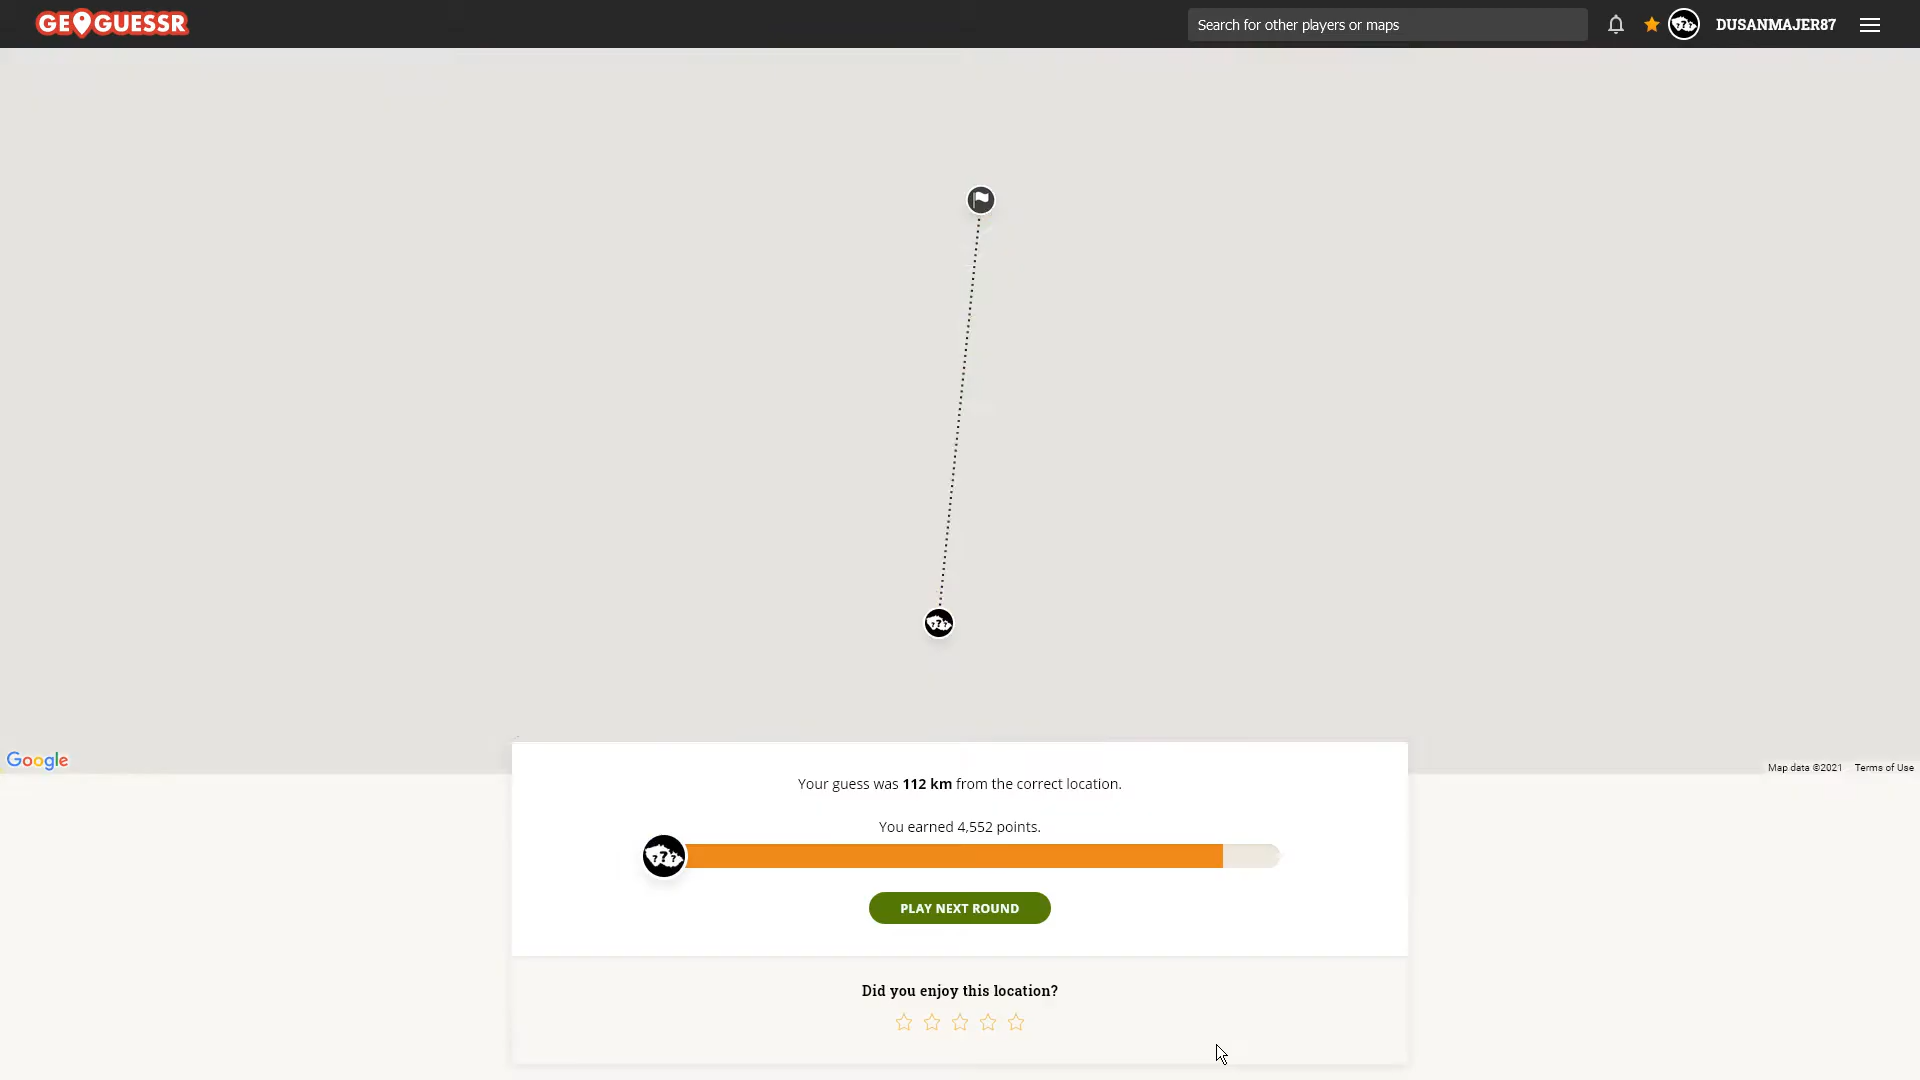 GEOGUESSR
Search for other players or maps
DUSANMAJER87
Google
Map data ©2021 Terms of Use
Your guess was 112 km from the correct location.
You earned 4,552 points.
???
PLAY NEXT ROUND
Did you enjoy this location?